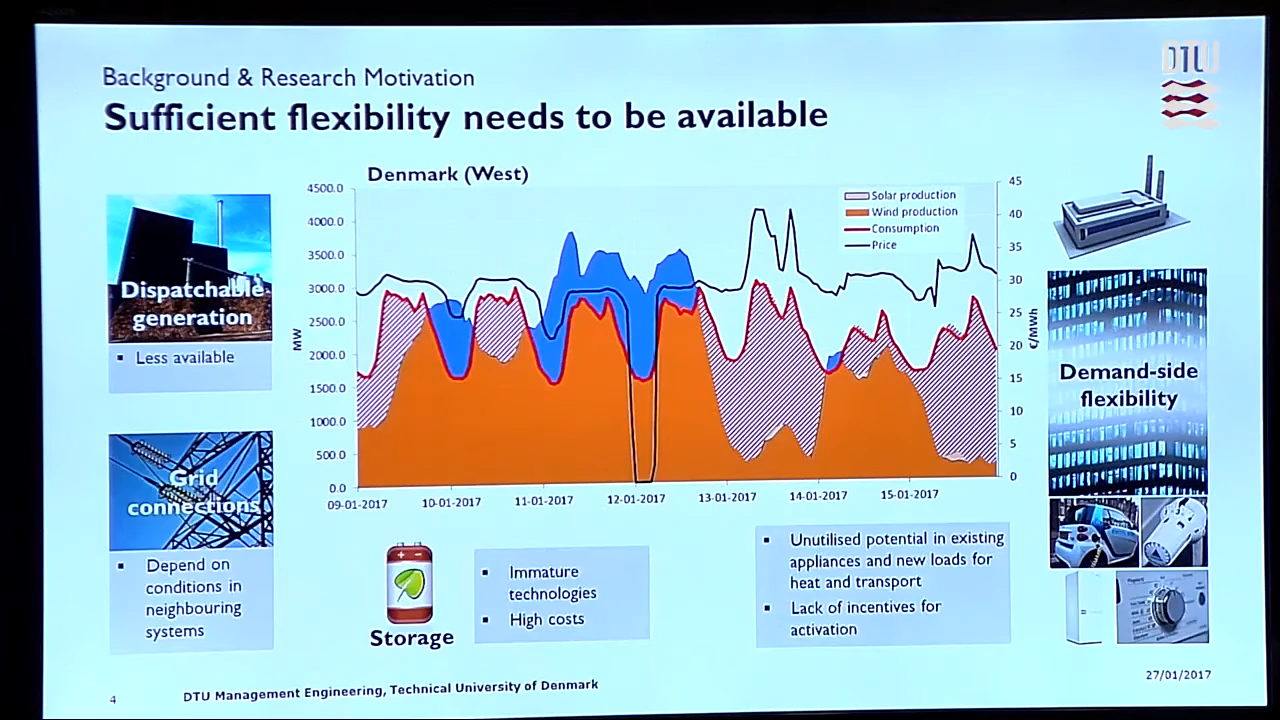 Background & Research Motivation
Sufficient flexibility needs to be available
DTU
Denmark (West)
4500.0
4000.0
3500.0
3000.0
2500.0
2000.0
1500.0
1000.0
500.0
0.0
MW
45
40
35
30
25
20
15
10
5
0
€/MWh
Solar production
Wind production
Consumption
Price
09-01-2017
10-01-2017
11-01-2017
12-01-2017
13-01-2017
14-01-2017
15-01-2017
Dispatchable
generation
▪ Less available
Grid
connections
▪ Depend on
conditions in
neighbouring
systems
Storage
▪ Immature
technologies
▪ High costs
▪ Unutilised potential in existing
appliances and new loads for
heat and transport
▪ Lack of incentives for
activation
Demand-side
flexibility
27/01/2017
4
DTU Management Engineering, Technical University of Denmark